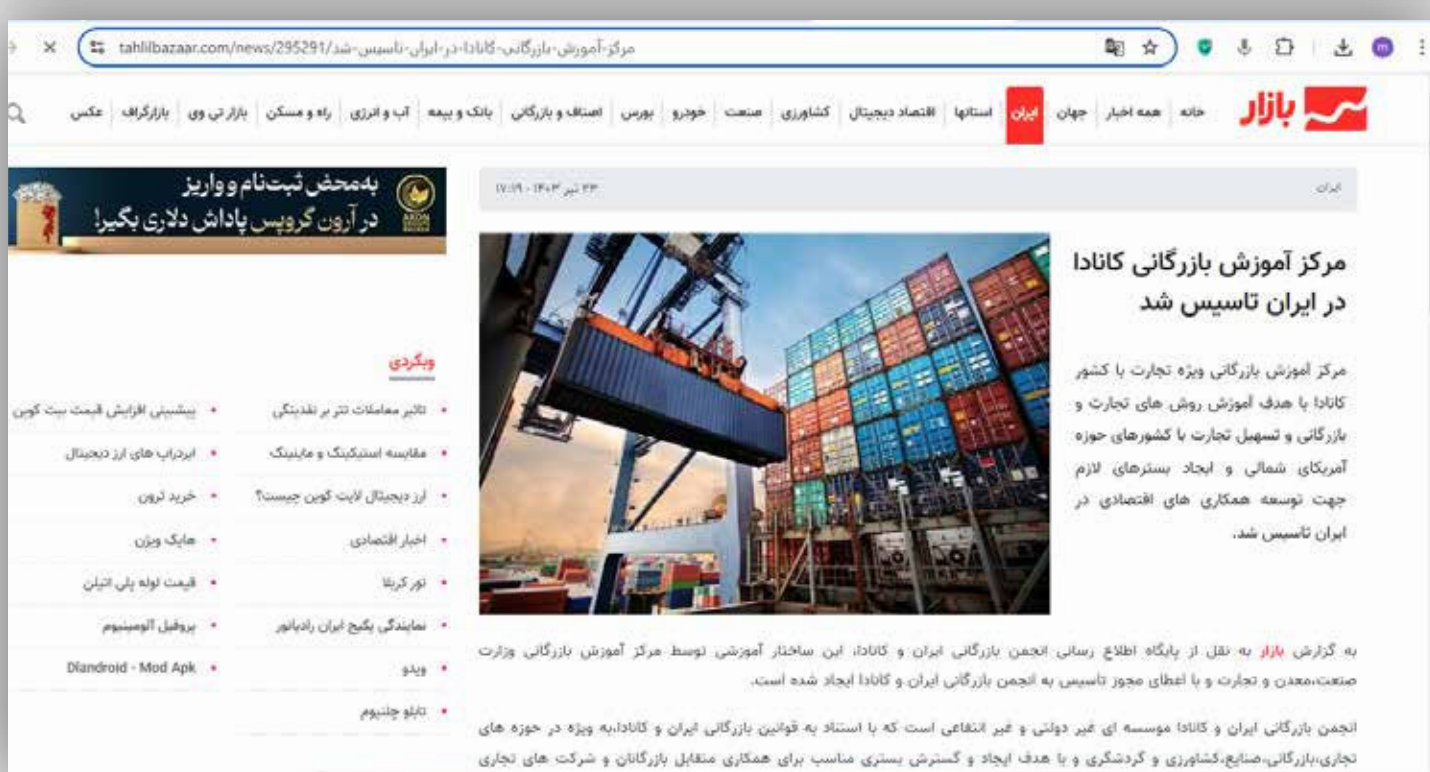 tahlilbazaar.com/news/295291/مرکز-آموزش-بازرگانی-کانادا-در-ایران-تاسیس-شد
m
بازار
خانه
همه اخبار
جهان
ایران
استانها
اقتصاد دیجیتال
کشاورزی
صنعت
خودرو
بورس
اصناف و بازرگانی
بانک و بیمه
آب و انرژی
راه و مسکن
بازار تی وی
بازارگراف
عکس
ایران
۲۳ تیر ۱۴۰۳ - ۱۷:۱۹
مرکز آموزش بازرگانی کانادا
در ایران تاسیس شد
مرکز آموزش بازرگانی ویژه تجارت با کشور
کانادا با هدف آموزش روش های تجارت و
بازرگانی و تسهیل تجارت با کشورهای حوزه
آمریکای شمالی و ایجاد بسترهای لازم
جهت توسعه همکاری های اقتصادی در
ایران تاسیس شد.
به گزارش بازار به نقل از پایگاه اطلاع رسانی انجمن بازرگانی ایران و کانادا، این ساختار آموزشی توسط مرکز آموزش بازرگانی وزارت
صنعت،معدن و تجارت و با اعطای مجوز تاسیس به انجمن بازرگانی ایران و کانادا ایجاد شده است.
انجمن بازرگانی ایران و کانادا موسسه ای غیر دولتی و غیر انتفاعی است که با استناد به قوانین بازرگانی ایران و کانادا،به ویژه در حوزه های
تجاری،بازرگانی،صنایع،کشاورزی و گردشگری و با هدف ایجاد و گسترش بستری مناسب برای همکاری متقابل بازرگانان و شرکت های تجاری
به‌محض ثبت‌نام و واریز
در آرون گروپس پاداش دلاری بگیر!
وبگردی
تاثیر معاملات تتر بر نقدینگی
مقایسه استیکینگ و ماینینگ
ارز دیجیتال لایت کوین چیست؟
اخبار اقتصادی
تور کربلا
نمایندگی پکیج ایران رادیاتور
ویدو
تابلو چلنیوم
پیشبینی افزایش قیمت بیت کوین
ایردراپ های ارز دیجیتال
خرید ترون
هایک ویژن
قیمت لوله پلی اتیلن
پروفیل آلومینیوم
Diandroid - Mod Apk